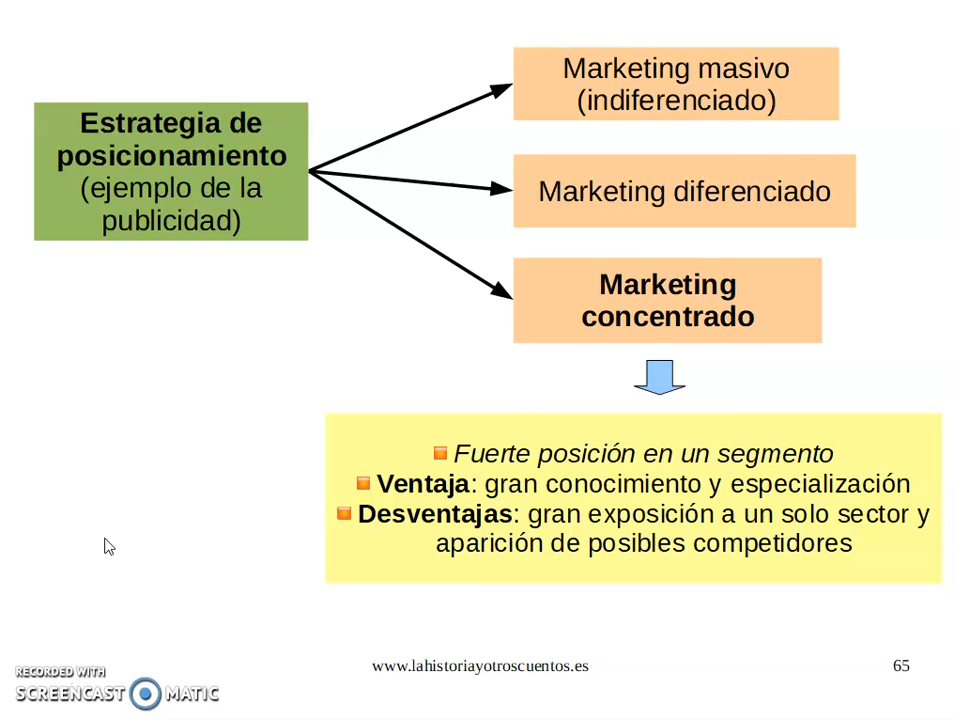 Estrategia de
posicionamiento
(ejemplo de la
publicidad)
Marketing masivo
(indiferenciado)
Marketing diferenciado
Marketing
concentrado
Fuerte posición en un segmento
Ventaja: gran conocimiento y especialización
Desventajas: gran exposición a un solo sector y
aparición de posibles competidores
RECORDED WITH
SCREENCAST MATIC
www.lahistoriayotroscuentos.es
65